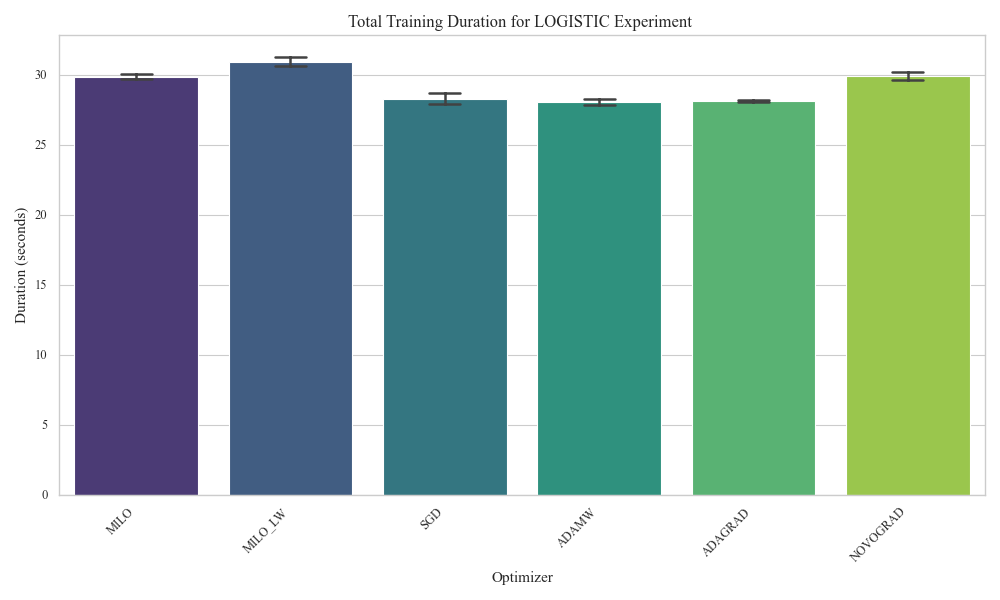 Total Training Duration for LOGISTIC Experiment
Duration (seconds)
30
25
20
15
10
5
0
MILO
MILO_LW
SGD
ADAMW
ADAGRAD
NOVOGRAD
Optimizer